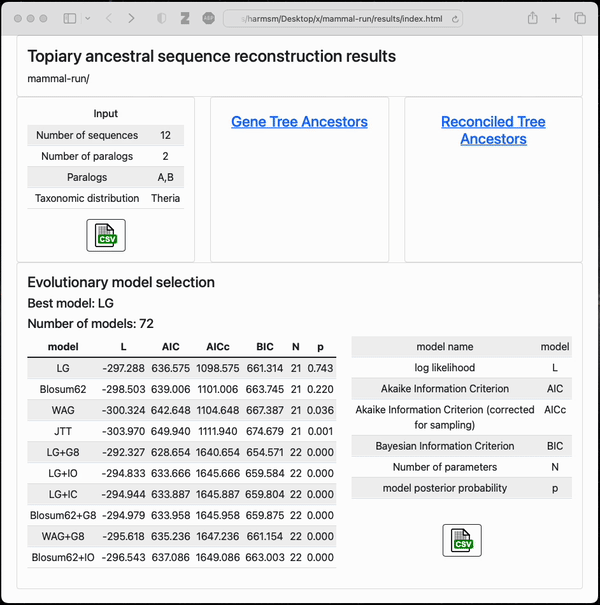 s/harmsm/Desktop/x/mammal-run/results/index.html
Topiary ancestral sequence reconstruction results
mammal-run/
Input
Number of sequences 12
Number of paralogs 2
Paralogs A,B
Taxonomic distribution Theria
CSV
Gene Tree Ancestors
Reconciled Tree
Ancestors
Evolutionary model selection
Best model: LG
Number of models: 72
model L AIC AICc BIC N p
LG -297.288 636.575 1098.575 661.314 21 0.743
Blosum62 -298.503 639.006 1101.006 663.745 21 0.220
WAG -300.324 642.648 1104.648 667.387 21 0.036
JTT -303.970 649.940 1111.940 674.679 21 0.001
LG+G8 -292.327 628.654 1640.654 654.571 22 0.000
LG+IO -294.833 633.666 1645.666 659.584 22 0.000
LG+IC -294.944 633.887 1645.887 659.804 22 0.000
Blosum62+G8 -294.979 633.958 1645.958 659.875 22 0.000
WAG+G8 -295.618 635.236 1647.236 661.154 22 0.000
Blosum62+IO -296.543 637.086 1649.086 663.003 22 0.000
model name model
log likelihood L
Akaike Information Criterion AIC
Akaike Information Criterion (corrected AICc
for sampling)
Bayesian Information Criterion BIC
Number of parameters N
model posterior probability p
CSV